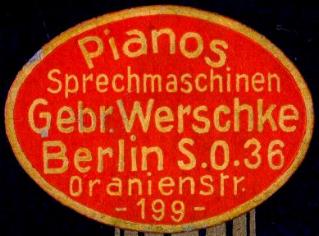 Pianos
Sprechmaschinen
Gebr. Werschke
Berlin S.O.36
Oranienstr.
-199-